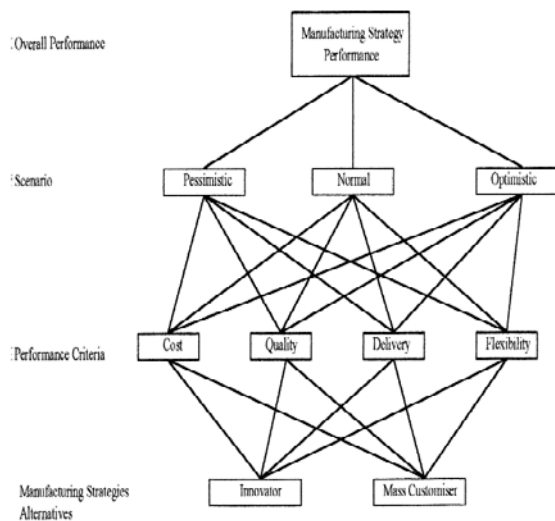 Manufacturing Strategy
Performance
Overall Performance
Scenario
Pessimistic
Normal
Optimistic
Performance Criteria
Cost
Quality
Delivery
Flexibility
Manufacturing Strategies
Alternatives
Innovator
Mass Customiser